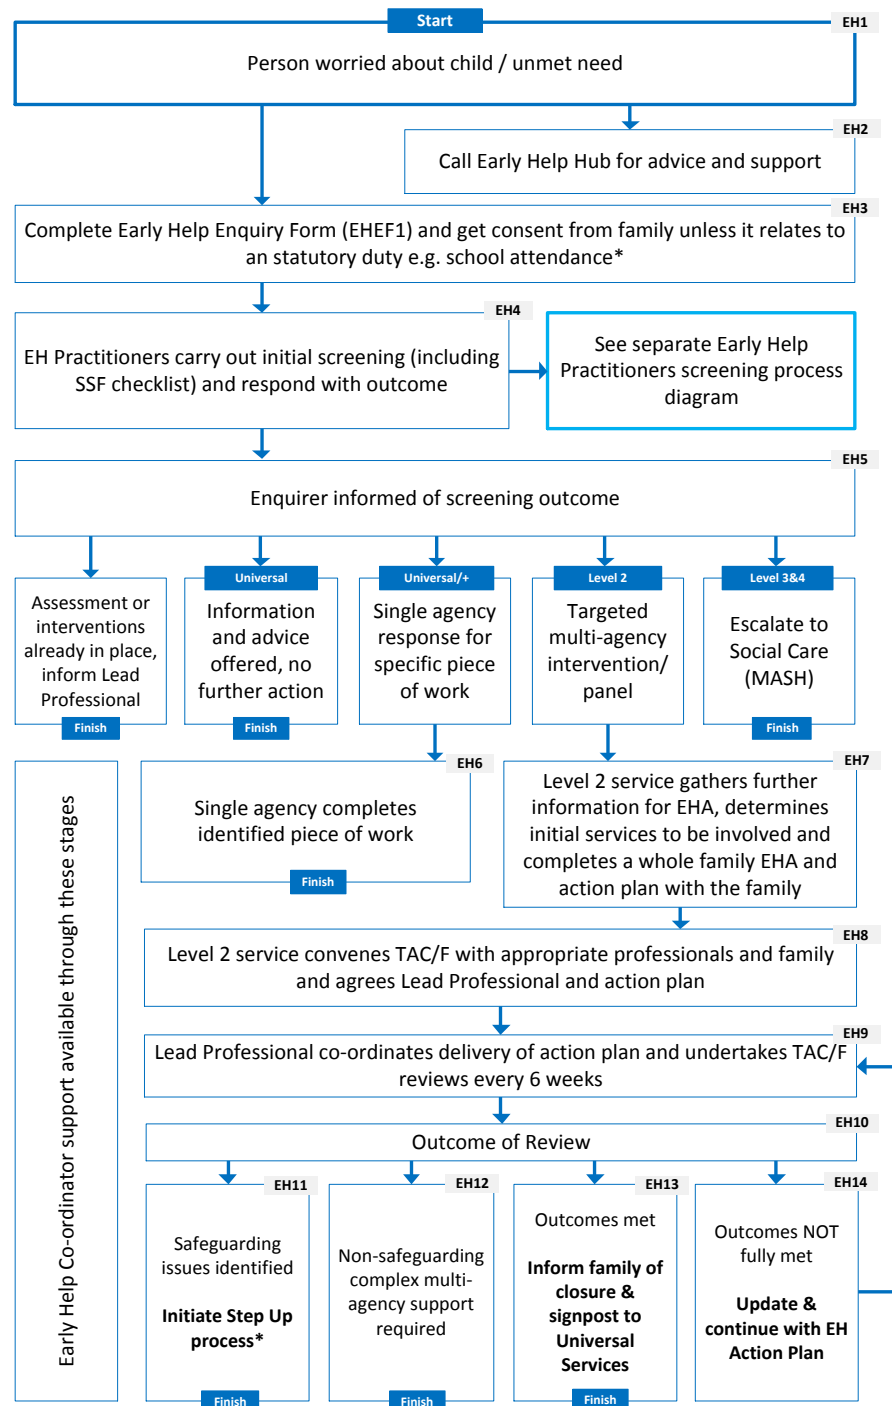 Start
EH1
Person worried about child / unmet need
EH2
Call Early Help Hub for advice and support
EH3
Complete Early Help Enquiry Form (EHEF1) and get consent from family unless it relates to
an statutory duty e.g. school attendance*
EH4
EH Practitioners carry out initial screening (including
SSF checklist) and respond with outcome
See separate Early Help
Practitioners screening process
diagram
EH5
Enquirer informed of screening outcome
Assessment or
interventions
already in place,
inform Lead
Professional
Finish
Universal
Information
and advice
offered, no
further action
Finish
Universal/+
Single agency
response for
specific piece
of work
Level 2
Targeted
multi-agency
intervention/
panel
Level 3&4
Escalate to
Social Care
(MASH)
Finish
Early Help Co-ordinator support available through these stages
EH6
Single agency completes
identified piece of work
Finish
EH7
Level 2 service gathers further
information for EHA, determines
initial services to be involved and
completes a whole family EHA and
action plan with the family
EH8
Level 2 service convenes TAC/F with appropriate professionals and family
and agrees Lead Professional and action plan
EH9
Lead Professional co-ordinates delivery of action plan and undertakes TAC/F
reviews every 6 weeks
EH10
Outcome of Review
EH11
Safeguarding
issues identified
Initiate Step Up
process*
Finish
EH12
Non-safeguarding
complex multi-
agency support
required
Finish
EH13
Outcomes met
Inform family of
closure &
signpost to
Universal
Services
Finish
EH14
Outcomes NOT
fully met
Update &
continue with EH
Action Plan